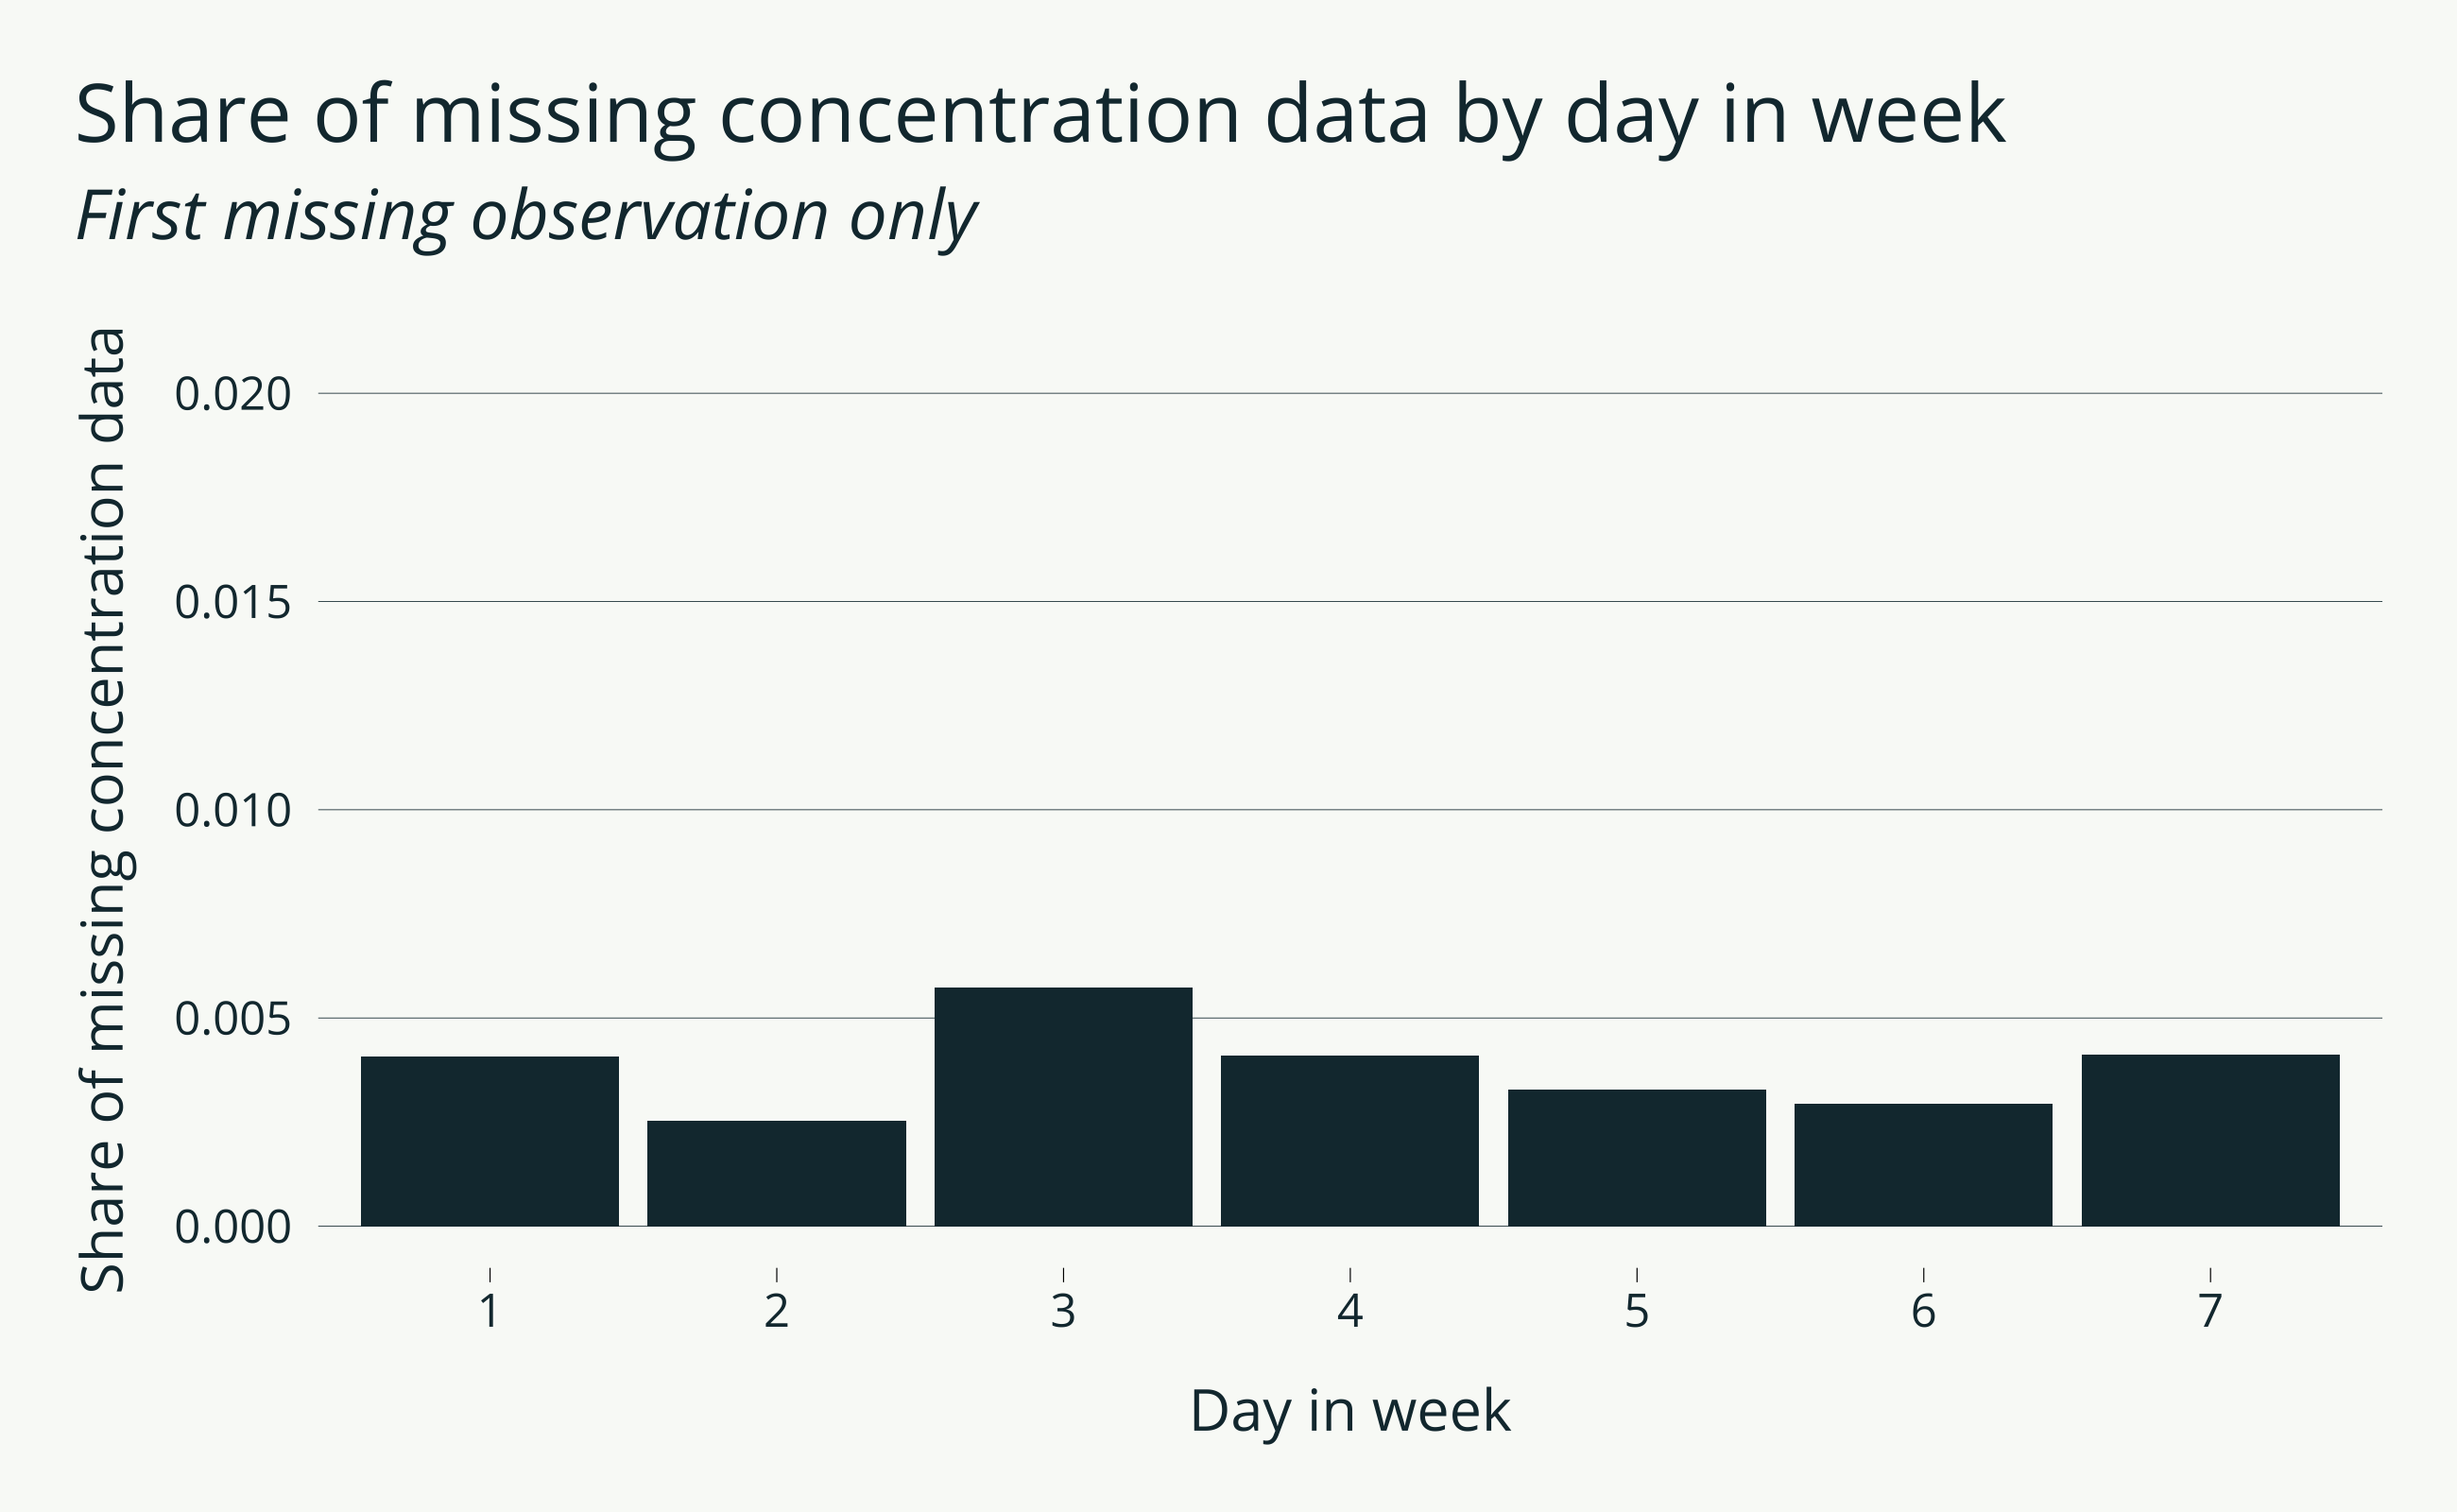 Share of missing concentration data by day in week
First missing observation only
Share of missing concentration data
0.020
0.015
0.010
0.005
0.000
1 2 3 4 5 6 7
Day in week